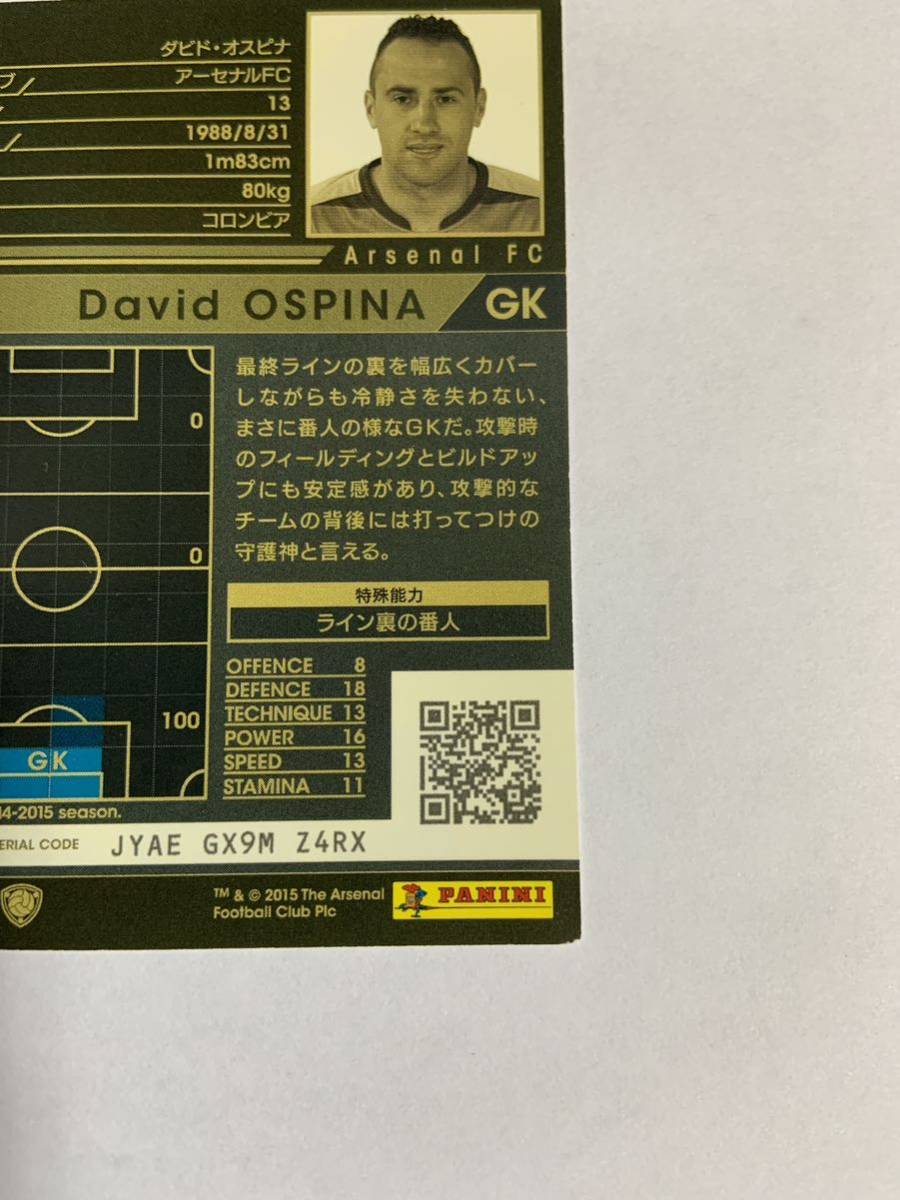 ダビド・オスピナ
ブ アーセナルFC
13
1988/8/31
1m83cm
80kg
コロンビア
Arsenal FC
David OSPINA GK
最終ラインの裏を幅広くカバー
しながらも冷静さを失わない、
まさに番人の様なGKだ。攻撃時
のフィールディングとビルドアッ
プにも安定感があり、攻撃的な
チームの背後には打ってつけの
守護神と言える。
0
0
100
GK
特殊能力
ライン裏の番人
OFFENCE 8
DEFENCE 18
TECHNIQUE 13
POWER 16
SPEED 13
STAMINA 11
14-2015 season.
ERIAL CODE JYAE GX9M Z4RX
™ & © 2015 The Arsenal
Football Club Plc
PANINI